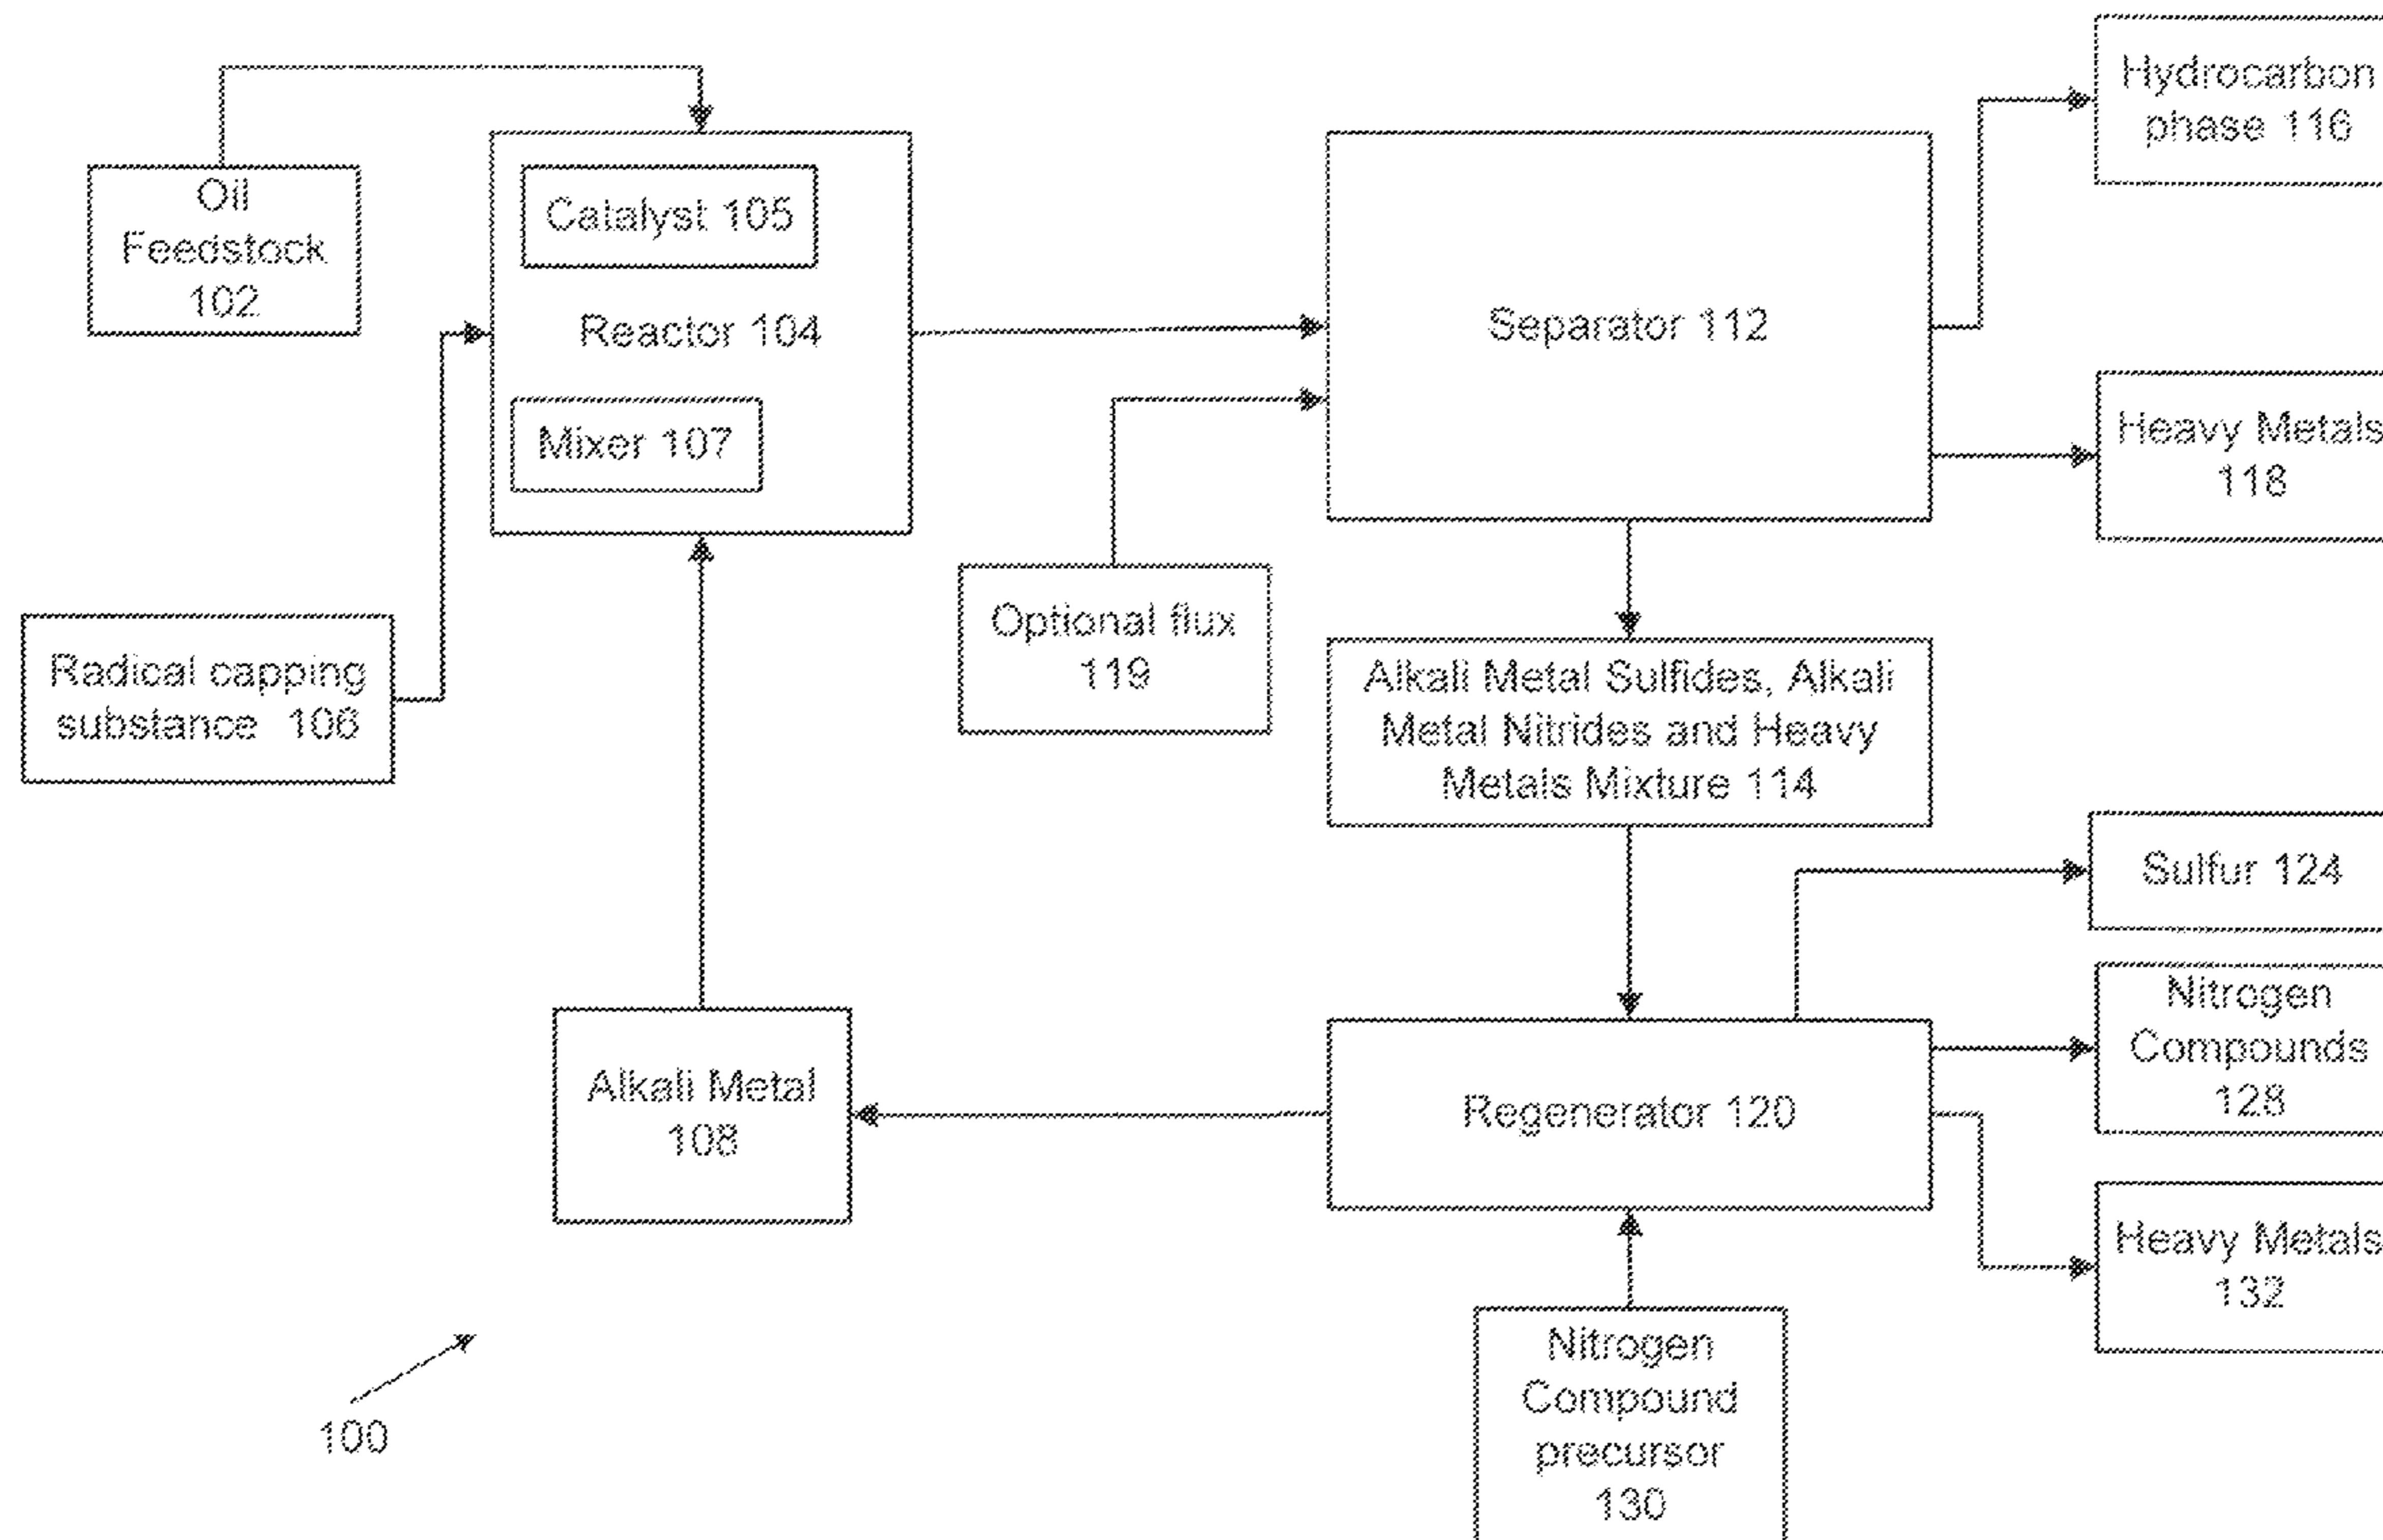 Oil
Feedstock
102
Catalyst 105
Reactor 104
Mixer 107
Radical capping
substance 106
Separator 112
Hydrocarbon
phase 116
Heavy Metals
118
Optional flux
119
Alkali Metal Sulfides, Alkali
Metal Nitrides and Heavy
Metals Mixture 114
Sulfur 124
Nitrogen
Compounds
128
Alkali Metal
108
Regenerator 120
Heavy Metals
132
Nitrogen
Compound
precursor
130
100